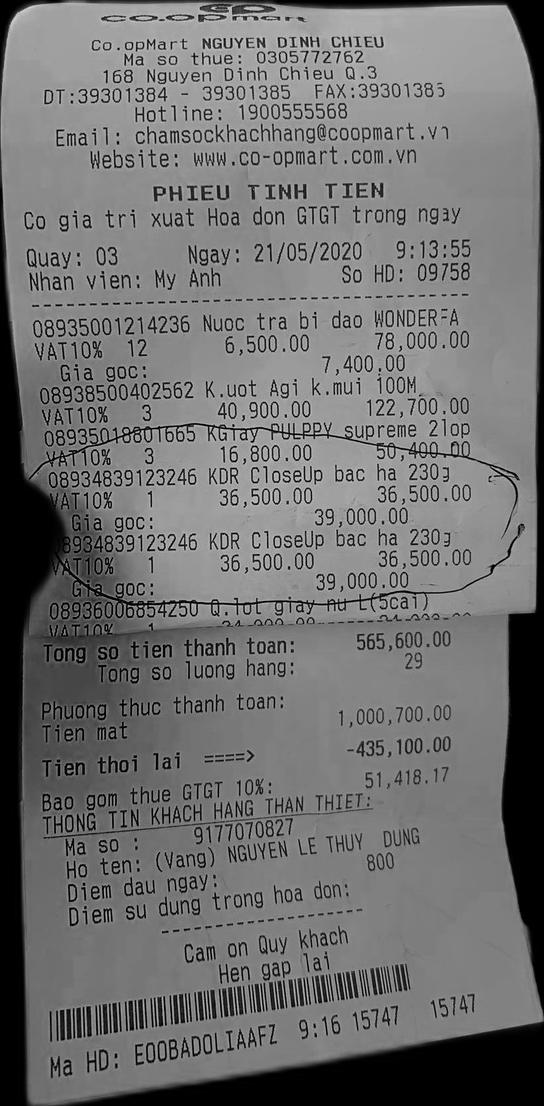 co.opmart
Co.opMart NGUYEN DINH CHIEU
Ma so thue: 0305772762
168 Nguyen Dinh Chieu Q.3
DT:39301384 - 39301385 FAX:39301385
Hotline: 1900555568
Email: chamsockhachhang@coopmart.vn
Website: www.co-opmart.com.vn
PHIEU TINH TIEN
Co gia tri xuat Hoa don GTGT trong ngay
Quay: 03 Ngay: 21/05/2020 9:13:55
Nhan vien: My Anh So HD: 09758
08935001214236 Nuoc tra bi dao WONDERFA
VAT10% 12 6,500.00 78,000.00
Gia goc: 7,400.00
08938500402562 K.uot Agi k.mui 100M
VAT10% 3 40,900.00 122,700.00
08935018801665 KGiay PULPPY supreme 2lop
VAT10% 3 16,800.00 50,400.00
08934839123246 KDR CloseUp bac ha 230g
VAT10% 1 36,500.00 36,500.00
Gia goc: 39,000.00
08934839123246 KDR CloseUp bac ha 230g
VAT10% 1 36,500.00 36,500.00
Gia goc: 39,000.00
08936006854250 Q.lot giay nu L(5cai)
VAT10% 1
Tong so tien thanh toan: 565,600.00
Tong so luong hang: 29
Phuong thuc thanh toan:
Tien mat 1,000,700.00
Tien thoi lai ====> -435,100.00
Bao gom thue GTGT 10%: 51,418.17
THONG TIN KHACH HANG THAN THIET:
Ma so : 9177070827
Ho ten: (Vang) NGUYEN LE THUY DUNG
Diem dau ngay: 800
Diem su dung trong hoa don:
Cam on Quy khach
Hen gap lai
Ma HD: EOOBADOLIAAFZ 9:16 15747 15747